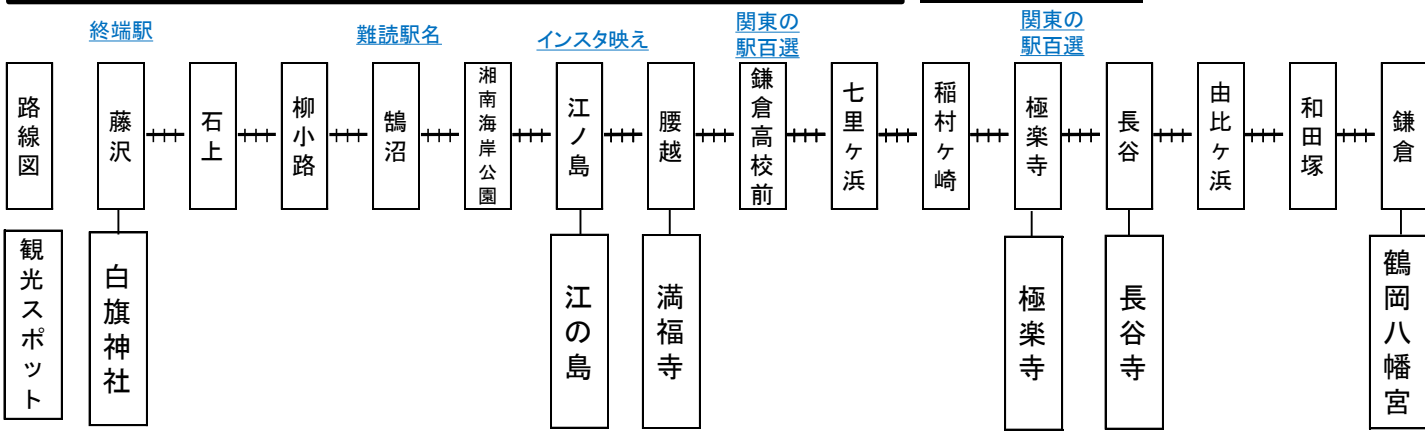 終端駅
難読駅名
インスタ映え
関東の
駅百選
関東の
駅百選
路線図
藤沢
石上
柳小路
鵠沼
湘南海岸公園
江ノ島
腰越
鎌倉高校前
七里ヶ浜
稲村ヶ崎
極楽寺
長谷
由比ヶ浜
和田塚
鎌倉
観光スポット
白旗神社
江の島
満福寺
極楽寺
長谷寺
鶴岡八幡宮